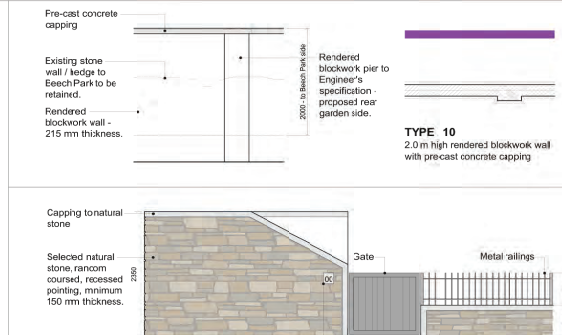 Pre-cast concrete
capping
Existing stone
wall / hedge to
Beech Park to be
retained.
Rendered
blockwork wall -
215 mm thickness.
2000 - to Beech Park side
Rendered
blockwork pier to
Engineer's
specification -
proposed rear
garden side.
TYPE 10
2.0 m high rendered blockwork wall
with pre-cast concrete capping
Capping to natural
stone
Selected natural
stone, random
coursed, recessed
pointing, minimum
150 mm thickness.
2350
Gate
Metal railings